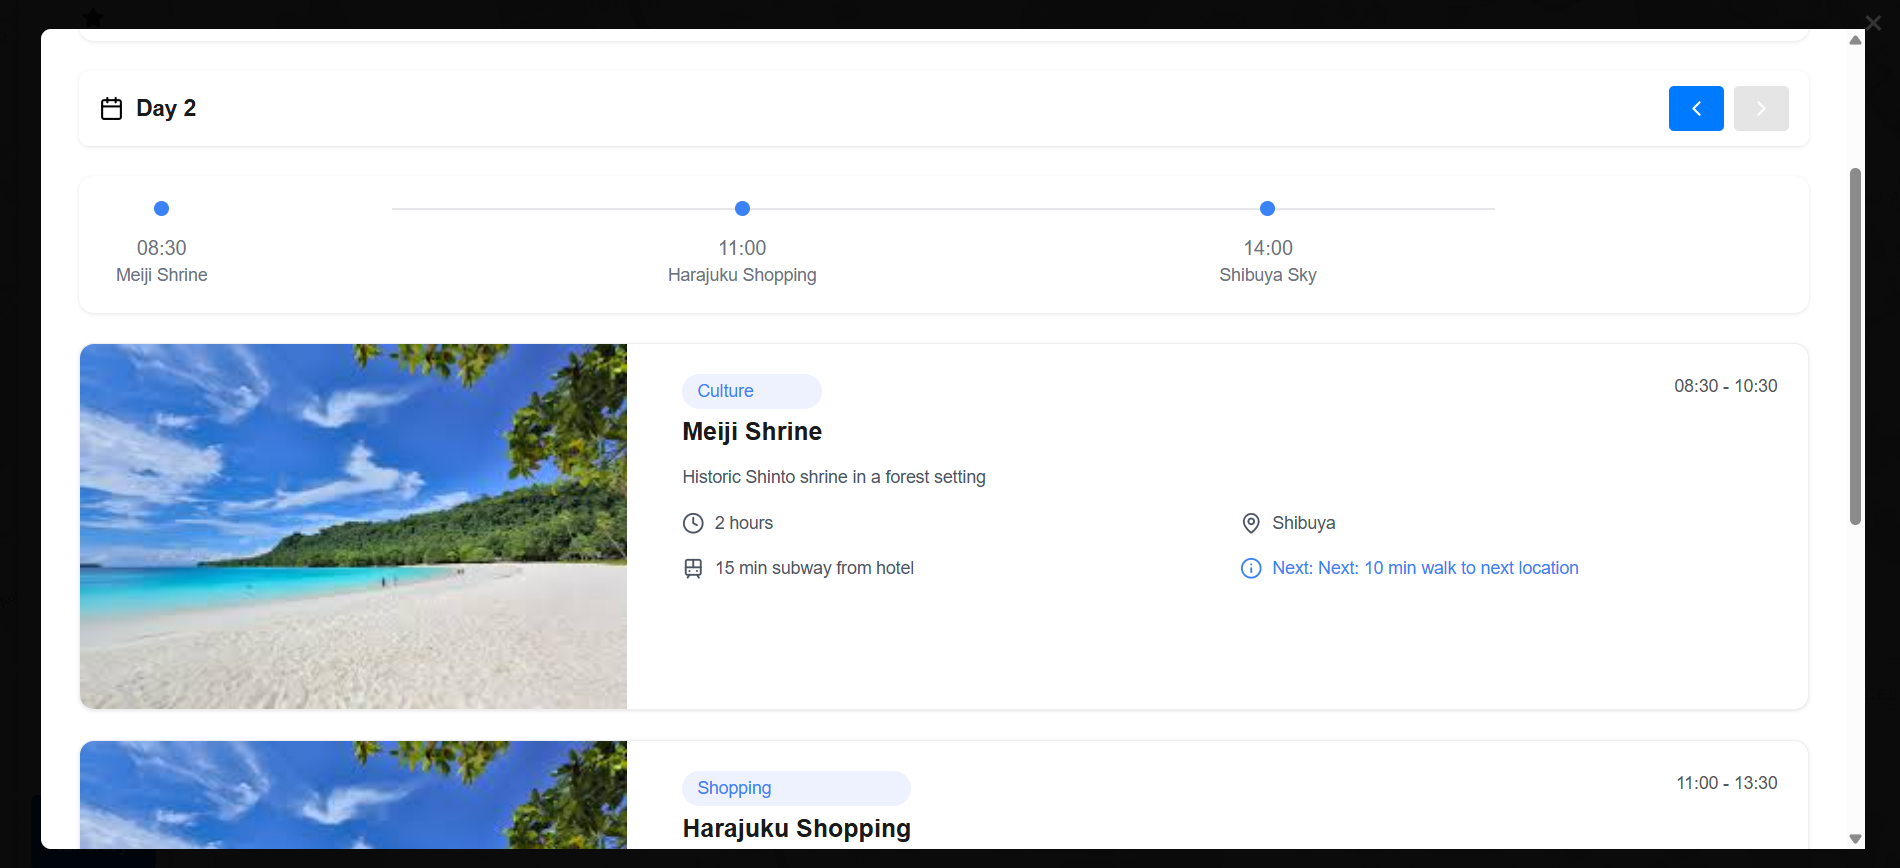 Day 2
08:30
Meiji Shrine
11:00
Harajuku Shopping
14:00
Shibuya Sky
Culture
08:30 - 10:30
Meiji Shrine
Historic Shinto shrine in a forest setting
2 hours
Shibuya
15 min subway from hotel
Next: Next: 10 min walk to next location
Shopping
11:00 - 13:30
Harajuku Shopping